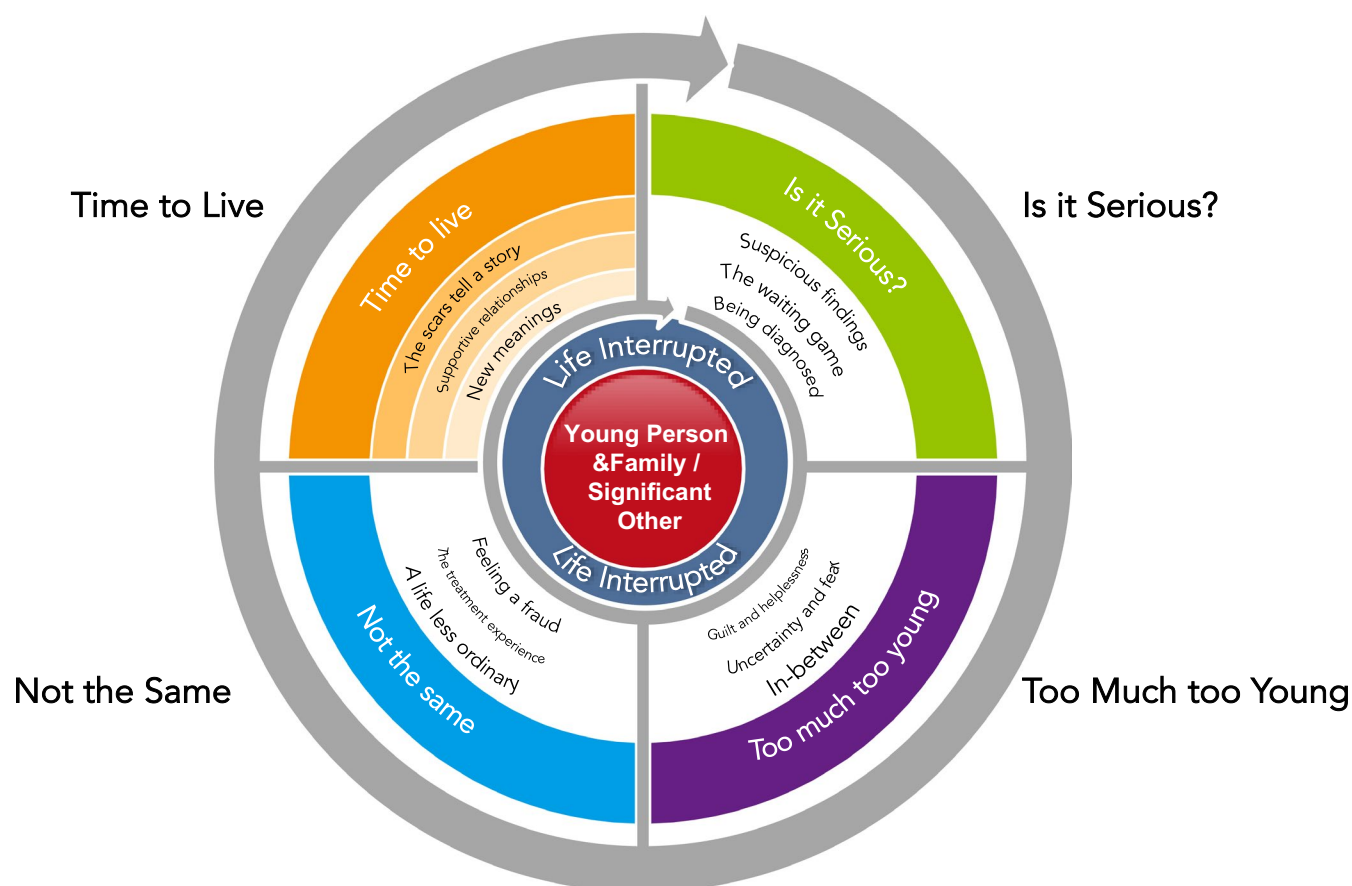 Time to Live
Is it Serious?
Time to live
The scars tell a story
Supportive relationships
New meanings
Is it Serious?
Suspicious findings
The waiting game
Being diagnosed
Life Interrupted
Young Person
&Family /
Significant
Other
Life Interrupted
Feeling a fraud
The treatment experience
A life less ordinary
Not the same
Guilt and helplessness
Uncertainty and fear
In-between
Too much too young
Not the Same
Too Much too Young